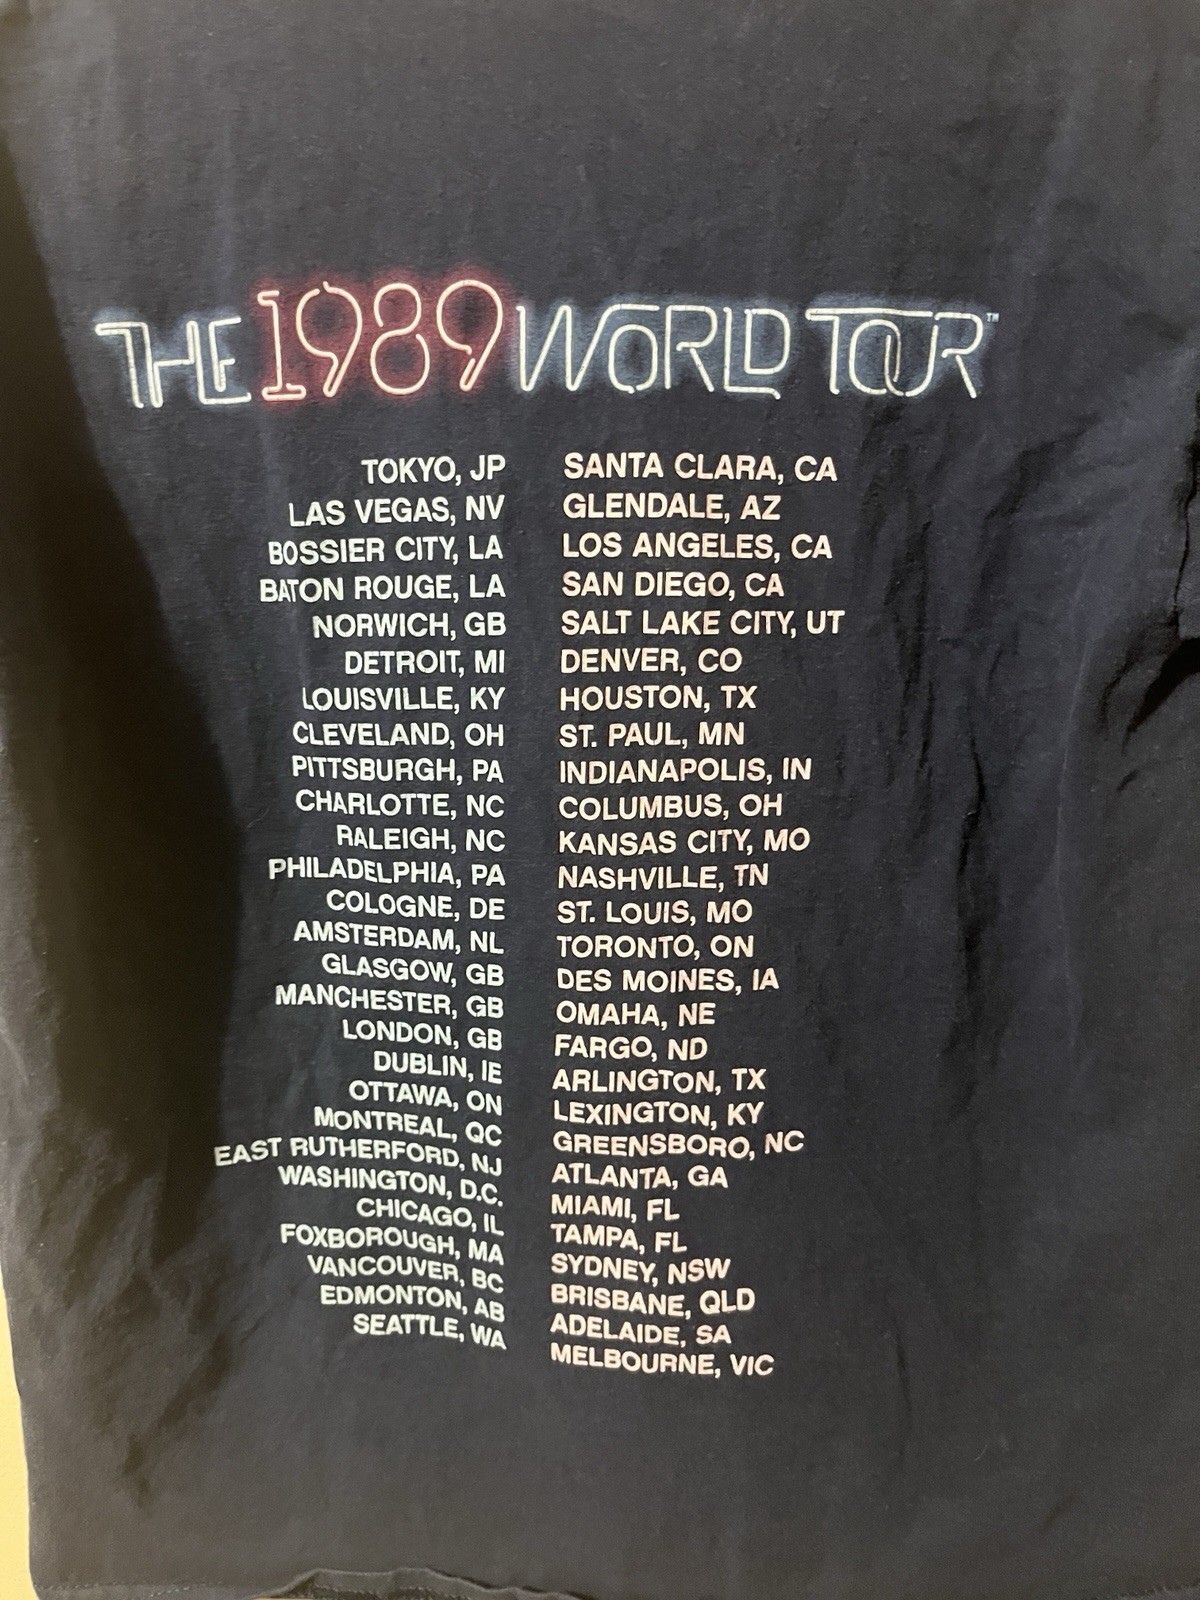 THE 1989 WORLD TOUR™
TOKYO, JP
LAS VEGAS, NV
BOSSIER CITY, LA
BATON ROUGE, LA
NORWICH, GB
DETROIT, MI
LOUISVILLE, KY
CLEVELAND, OH
PITTSBURGH, PA
CHARLOTTE, NC
RALEIGH, NC
PHILADELPHIA, PA
COLOGNE, DE
AMSTERDAM, NL
GLASGOW, GB
MANCHESTER, GB
LONDON, GB
DUBLIN, IE
OTTAWA, ON
MONTREAL, QC
EAST RUTHERFORD, NJ
WASHINGTON, D.C.
CHICAGO, IL
FOXBOROUGH, MA
VANCOUVER, BC
EDMONTON, AB
SEATTLE, WA
SANTA CLARA, CA
GLENDALE, AZ
LOS ANGELES, CA
SAN DIEGO, CA
SALT LAKE CITY, UT
DENVER, CO
HOUSTON, TX
ST. PAUL, MN
INDIANAPOLIS, IN
COLUMBUS, OH
KANSAS CITY, MO
NASHVILLE, TN
ST. LOUIS, MO
TORONTO, ON
DES MOINES, IA
OMAHA, NE
FARGO, ND
ARLINGTON, TX
LEXINGTON, KY
GREENSBORO, NC
ATLANTA, GA
MIAMI, FL
TAMPA, FL
SYDNEY, NSW
BRISBANE, QLD
ADELAIDE, SA
MELBOURNE, VIC